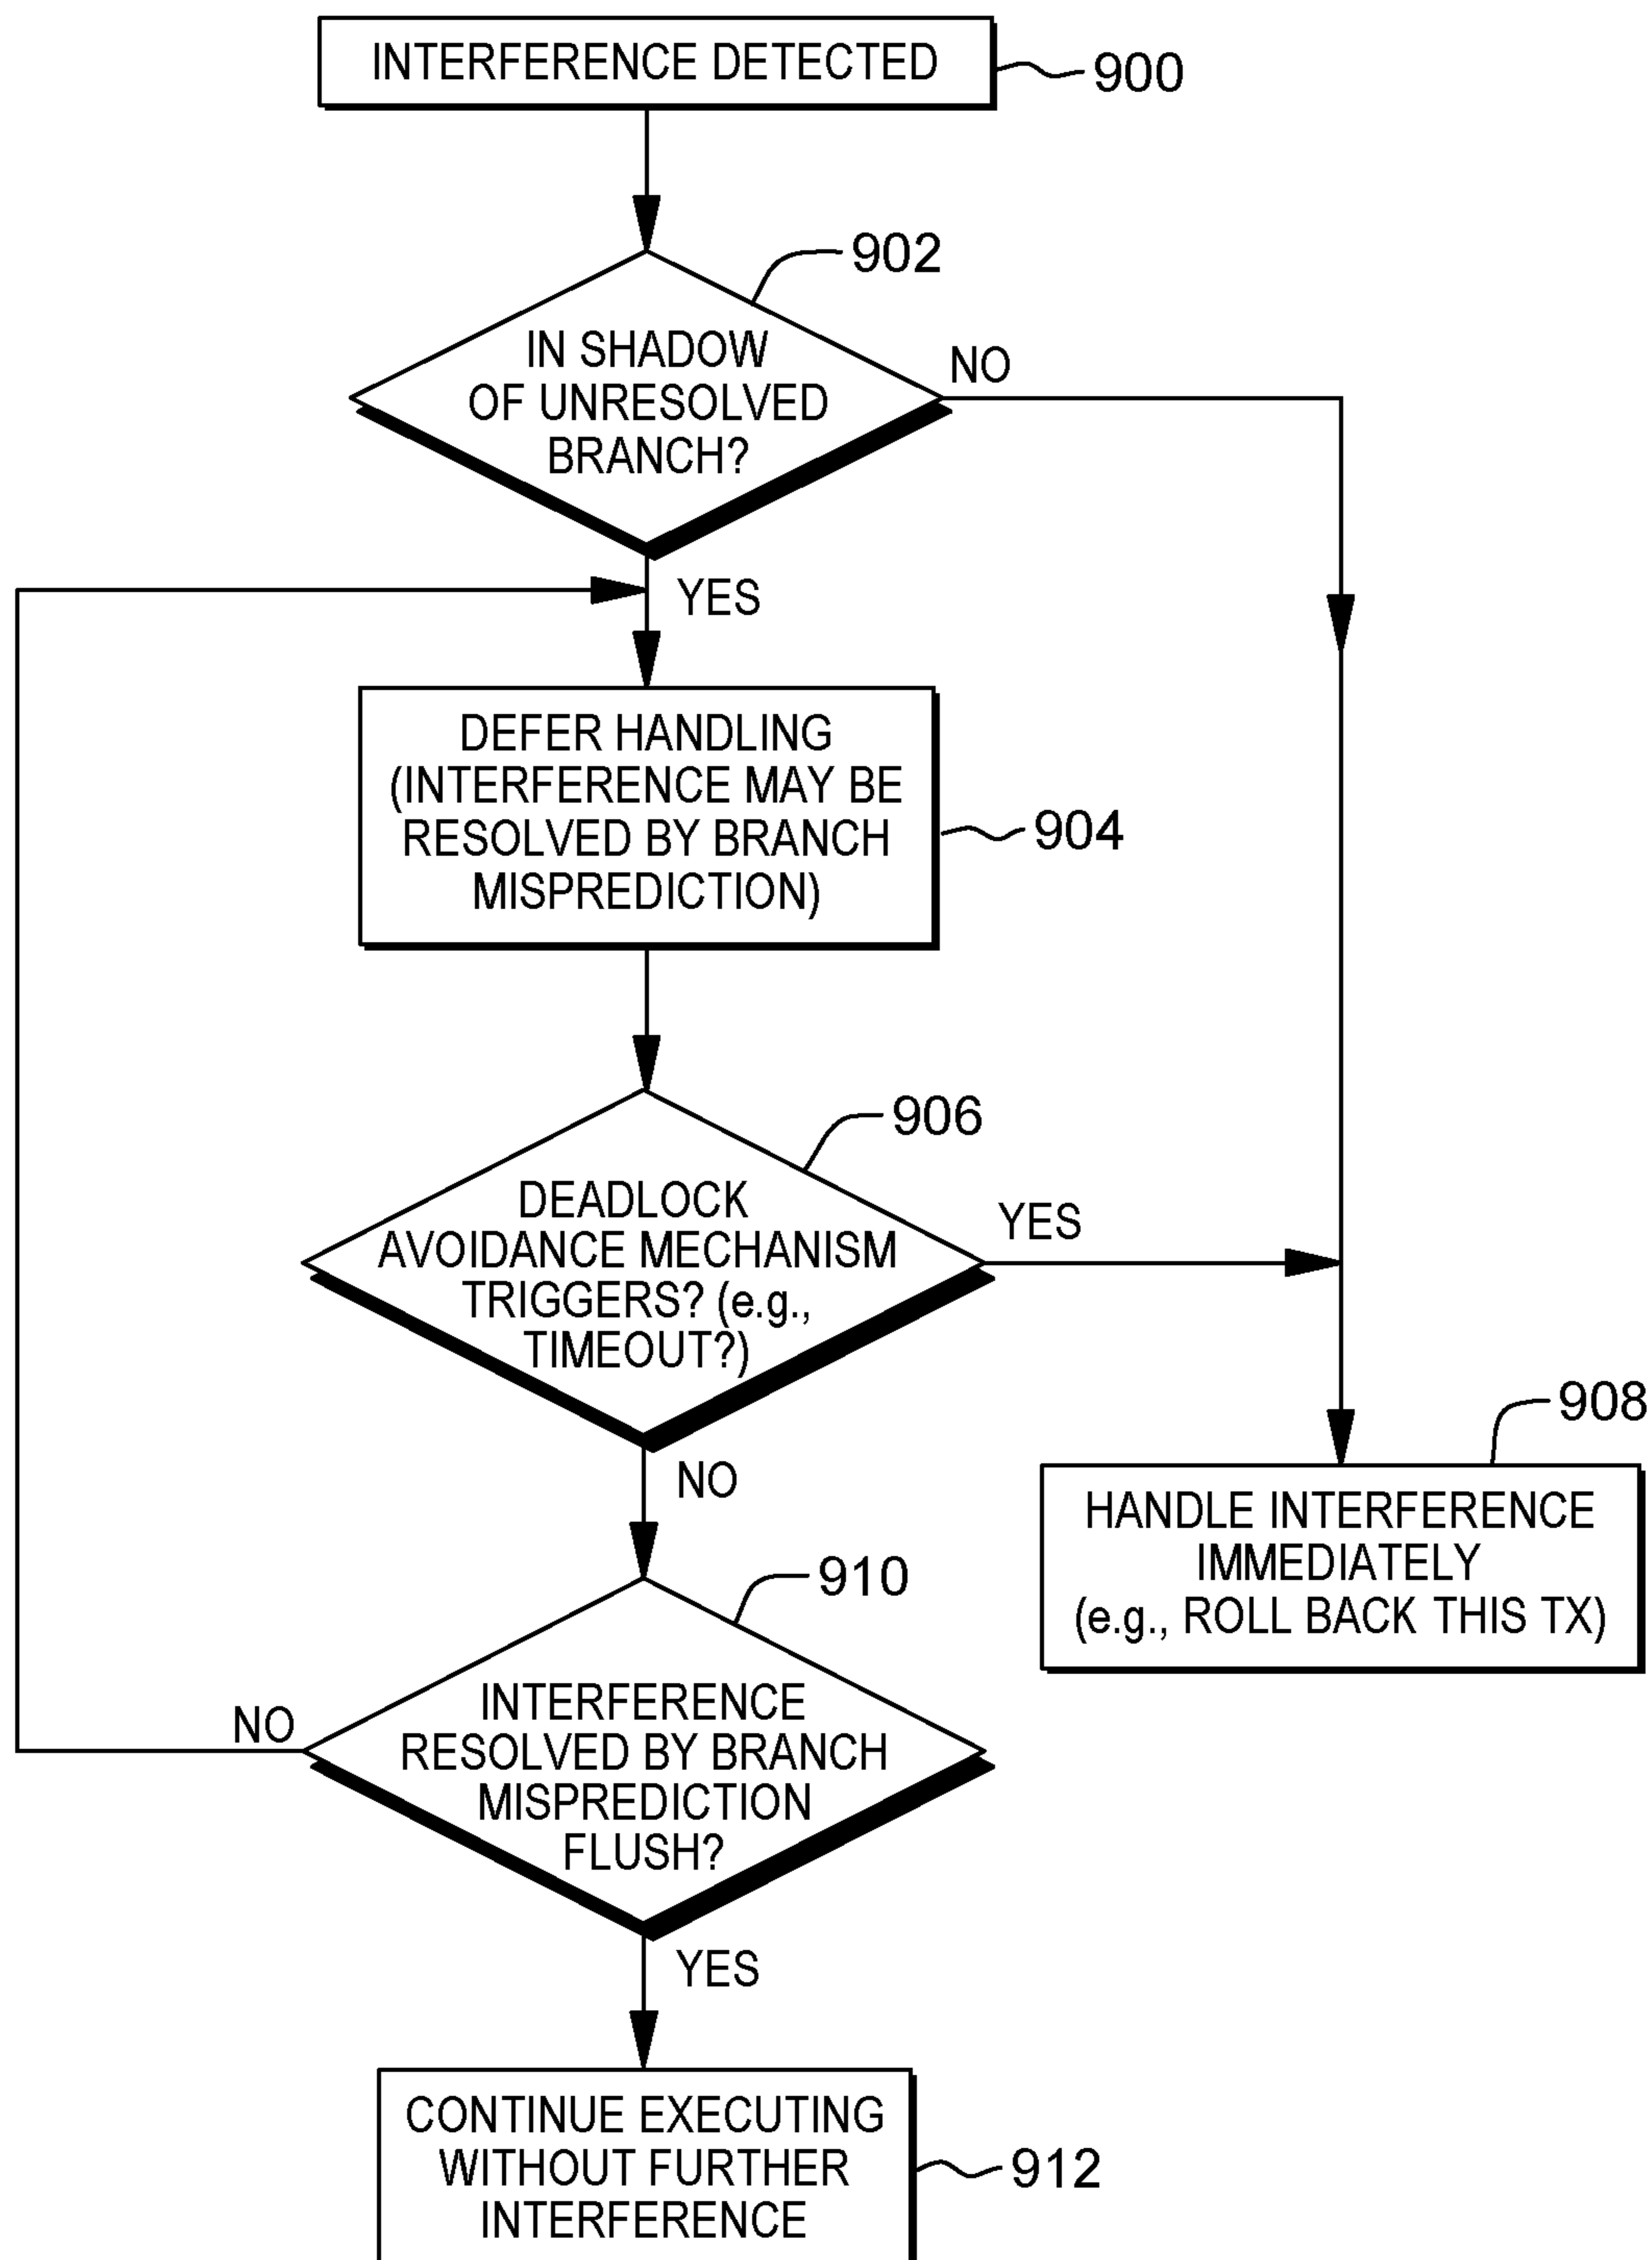 INTERFERENCE DETECTED
900
902
IN SHADOW
OF UNRESOLVED
BRANCH?
NO
YES
DEFER HANDLING
(INTERFERENCE MAY BE
RESOLVED BY BRANCH
MISPREDICTION)
904
906
DEADLOCK
AVOIDANCE MECHANISM
TRIGGERS? (e.g.,
TIMEOUT?)
YES
NO
908
HANDLE INTERFERENCE
IMMEDIATELY
(e.g., ROLL BACK THIS TX)
910
INTERFERENCE
RESOLVED BY BRANCH
MISPREDICTION
FLUSH?
NO
YES
CONTINUE EXECUTING
WITHOUT FURTHER
INTERFERENCE
912